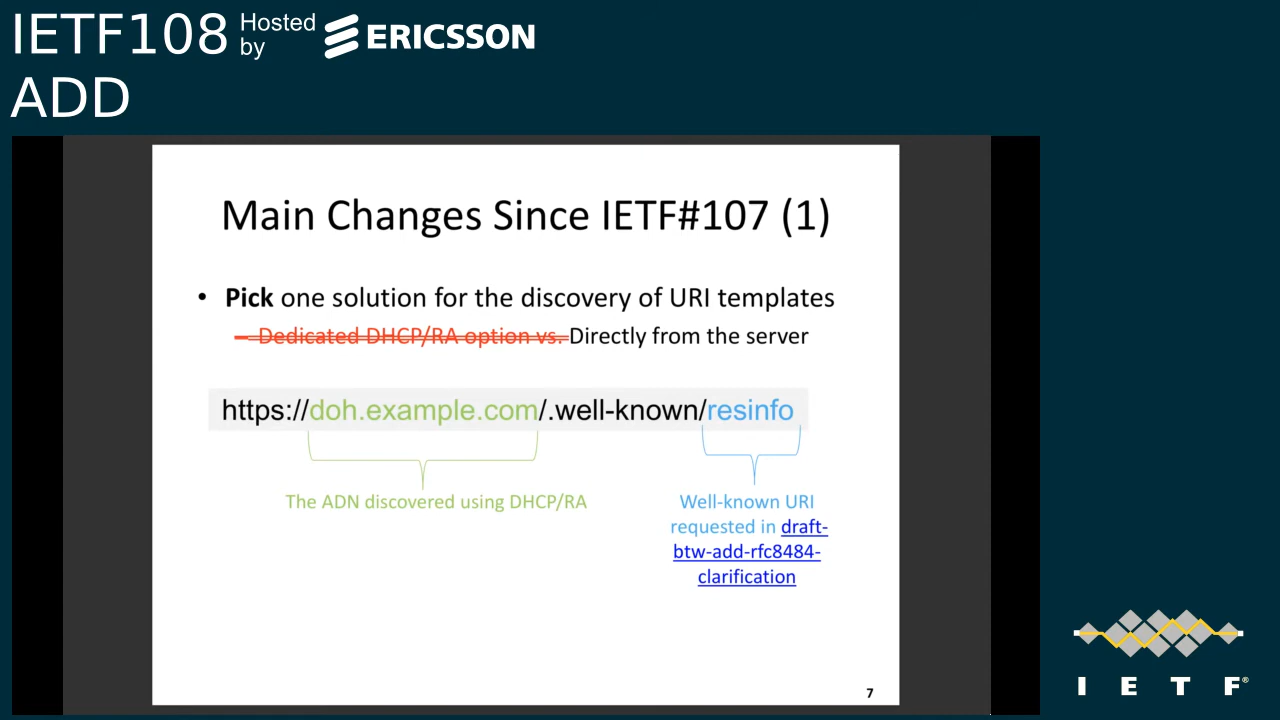 IETF108 Hosted by ERICSSON
ADD
Main Changes Since IETF#107 (1)
• Pick one solution for the discovery of URI templates
– Dedicated DHCP/RA option vs. Directly from the server
https://doh.example.com/.well-known/resinfo
The ADN discovered using DHCP/RA
Well-known URI
requested in draft-
btw-add-rfc8484-
clarification
7
I E T F®